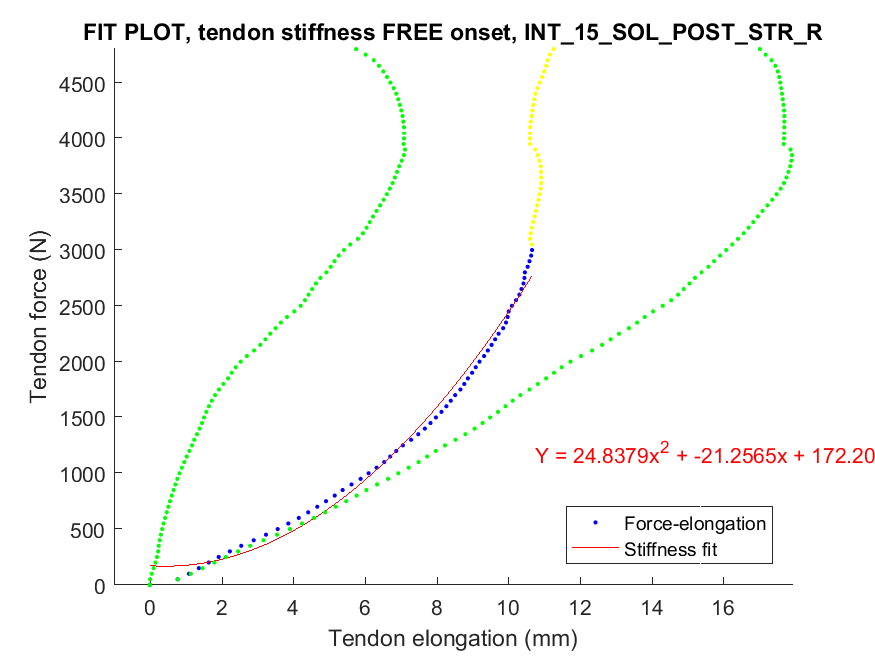 FIT PLOT, tendon stiffness FREE onset, INT_15_SOL_POST_STR_R
4500
4000
3500
3000
2500
2000
1500
1000
500
0
Tendon force (N)
Y = 24.8379x^2 + -21.2565x + 172.20
Force-elongation
Stiffness fit
0 2 4 6 8 10 12 14 16
Tendon elongation (mm)